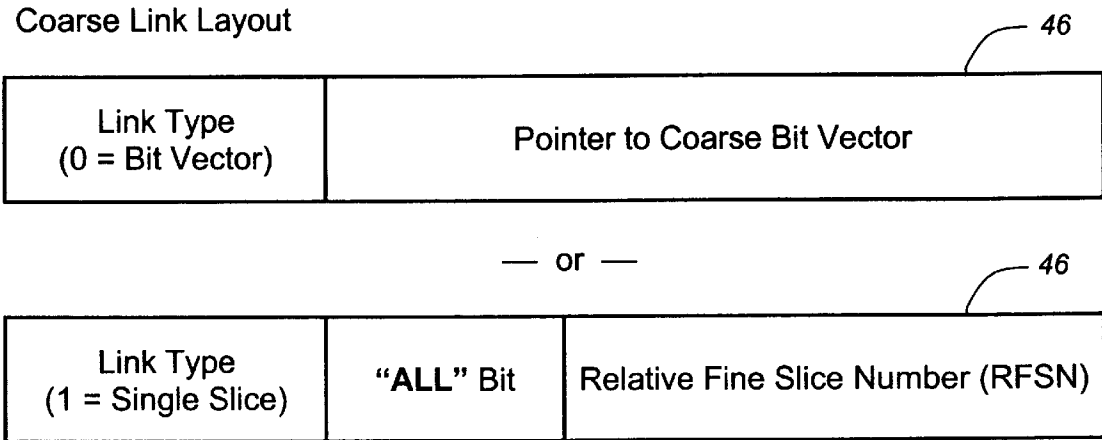 Coarse Link Layout
46
Link Type
(0 = Bit Vector)
Pointer to Coarse Bit Vector
— or —
46
Link Type
(1 = Single Slice)
“ALL” Bit
Relative Fine Slice Number (RFSN)